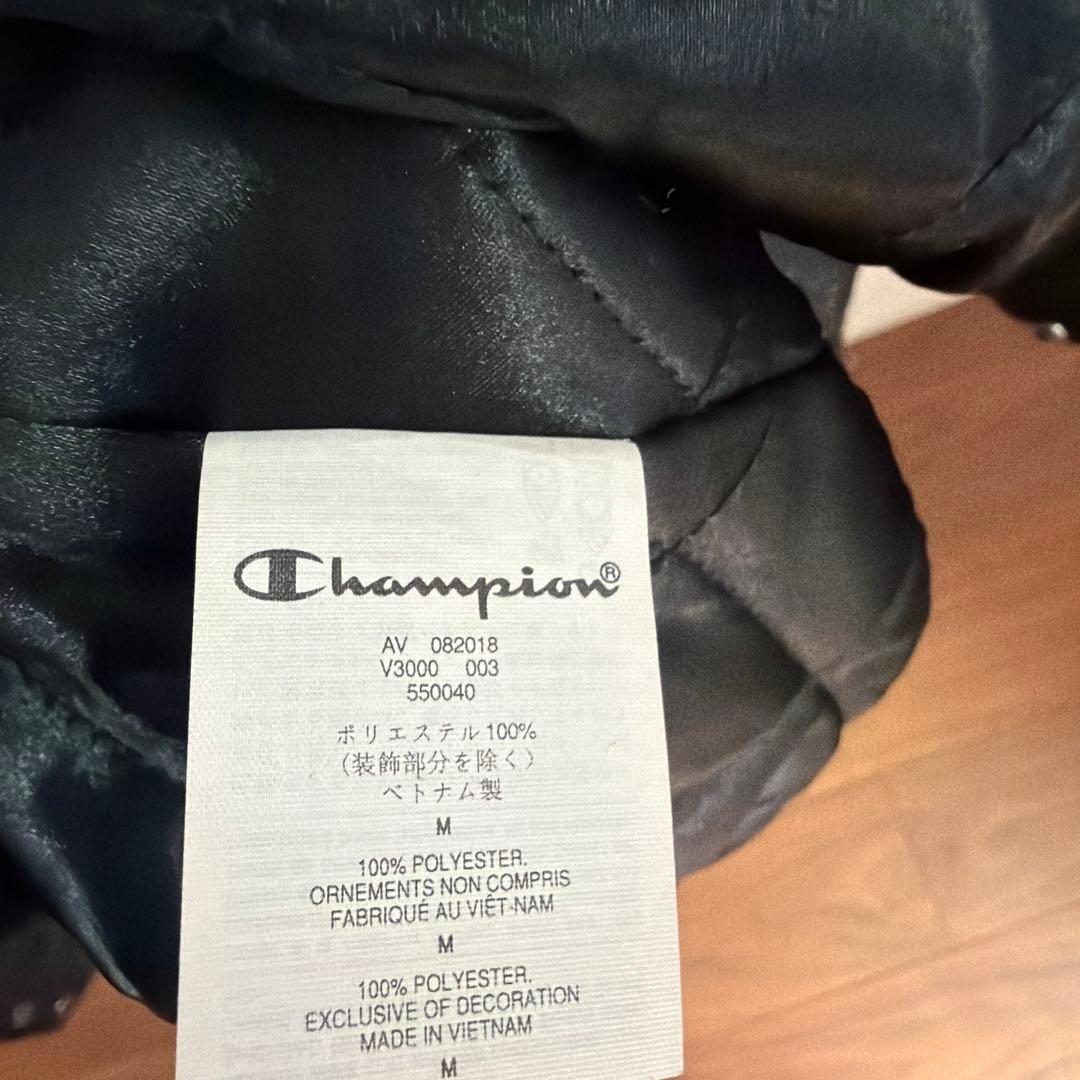 Champion®
AV 082018
V3000 003
550040
ポリエステル100%
(装飾部分を除く)
ベトナム製
M
100% POLYESTER.
ORNEMENTS NON COMPRIS
FABRIQUÉ AU VIÊT-NAM
M
100% POLYESTER.
EXCLUSIVE OF DECORATION
MADE IN VIETNAM
M